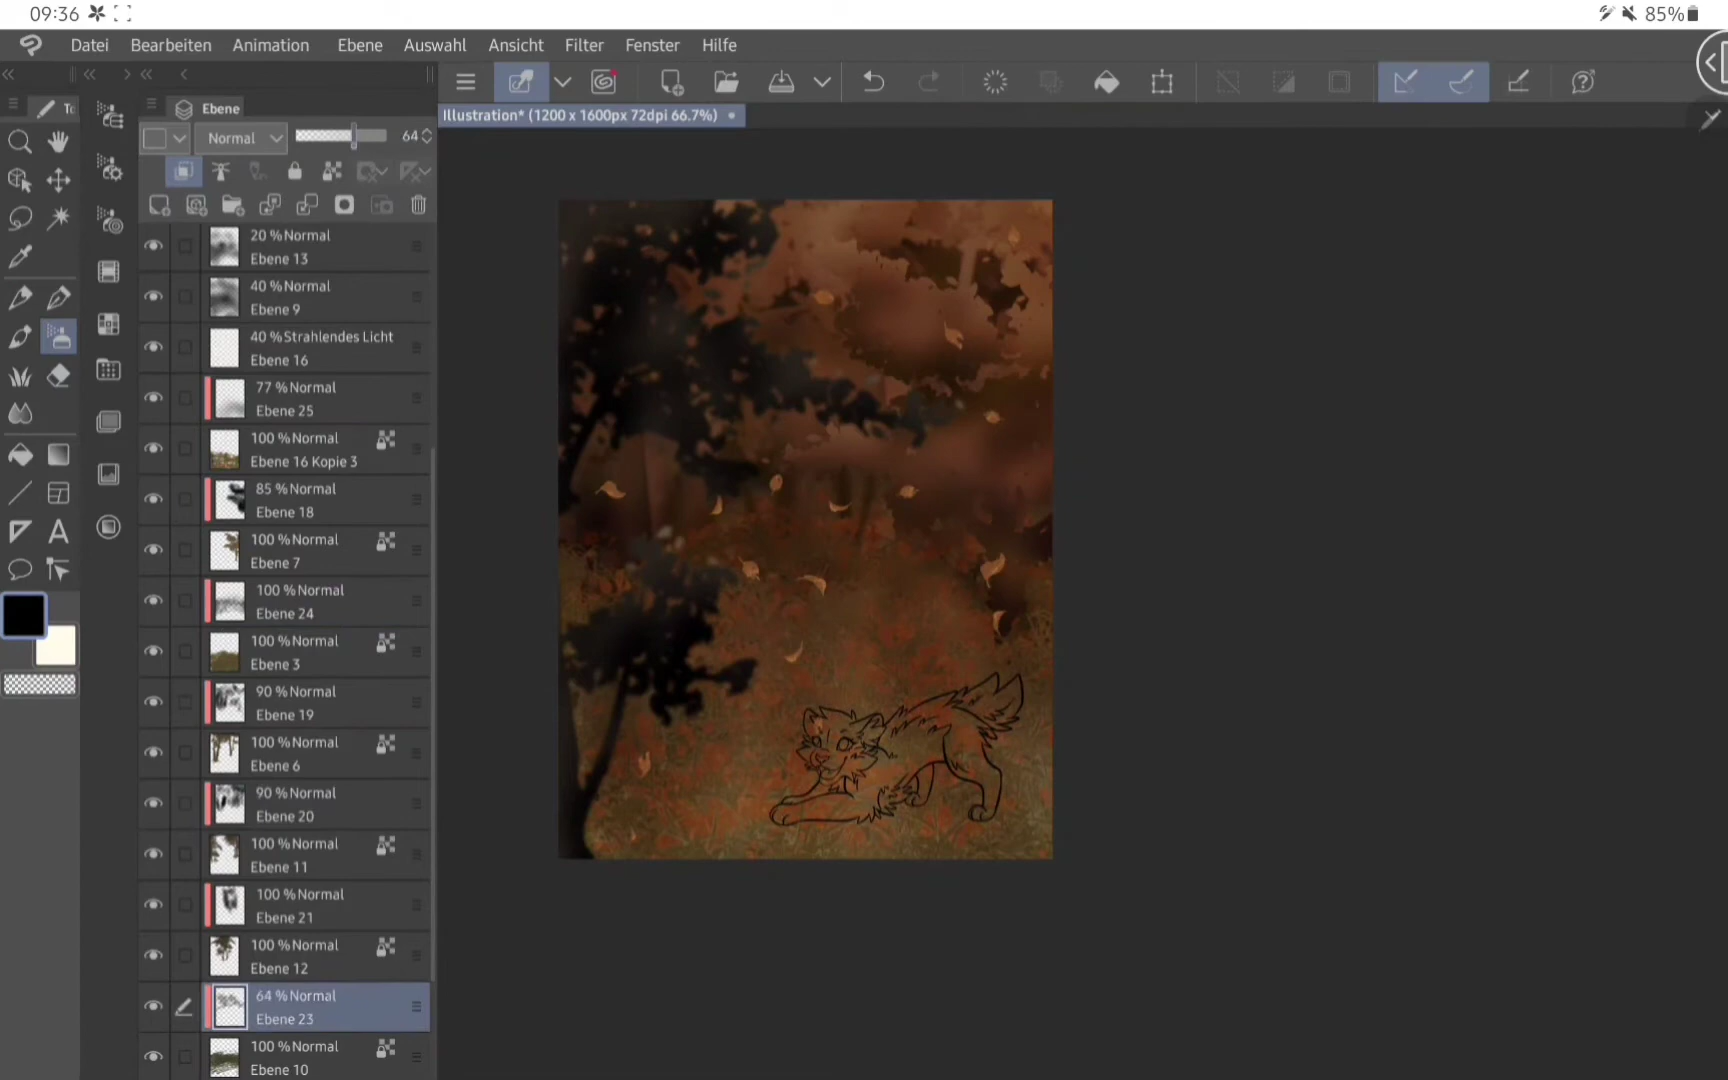 09:36
85%
Datei Bearbeiten Animation Ebene Auswahl Ansicht Filter Fenster Hilfe
To
Ebene
Illustration* (1200 x 1600px 72dpi 66.7%)
Normal 64
20 %Normal
Ebene 13
40 %Normal
Ebene 9
40 %Strahlendes Licht
Ebene 16
77 %Normal
Ebene 25
100 %Normal
Ebene 16 Kopie 3
85 %Normal
Ebene 18
100 %Normal
Ebene 7
100 %Normal
Ebene 24
100 %Normal
Ebene 3
90 %Normal
Ebene 19
100 %Normal
Ebene 6
90 %Normal
Ebene 20
100 %Normal
Ebene 11
100 %Normal
Ebene 21
100 %Normal
Ebene 12
64 %Normal
Ebene 23
100 %Normal
Ebene 10